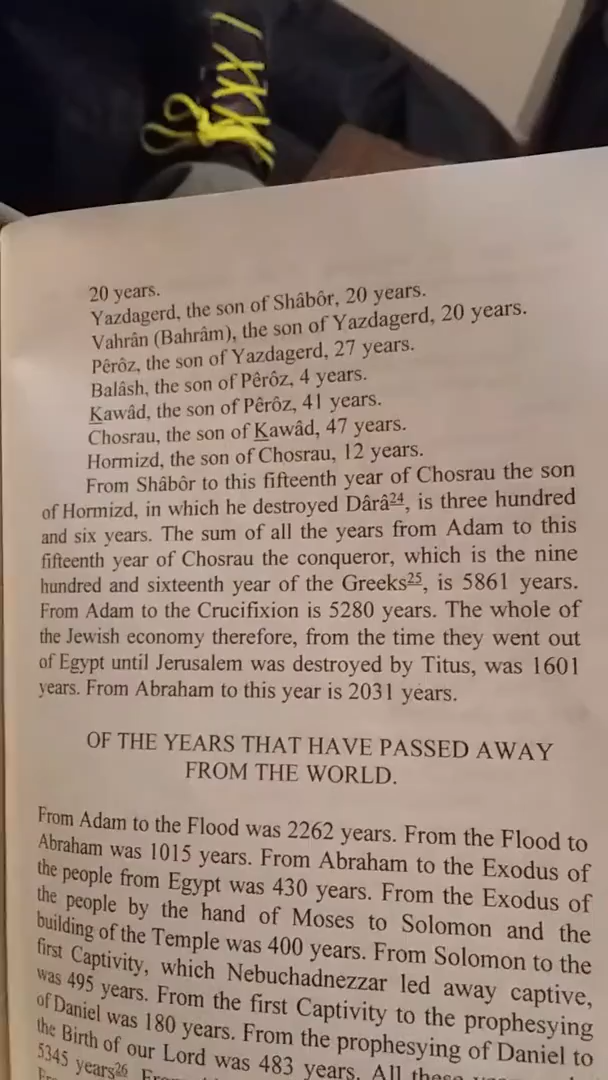 20 years.
Yazdagerd, the son of Shâbôr, 20 years.
Vahrân (Bahrâm), the son of Yazdagerd, 20 years.
Pêrôz, the son of Yazdagerd, 27 years.
Balâsh, the son of Pêrôz, 4 years.
Ḵawâd, the son of Pêrôz, 41 years.
Chosrau, the son of Ḵawâd, 47 years.
Hormizd, the son of Chosrau, 12 years.
From Shâbôr to this fifteenth year of Chosrau the son
of Hormizd, in which he destroyed Dârâ24, is three hundred
and six years. The sum of all the years from Adam to this
fifteenth year of Chosrau the conqueror, which is the nine
hundred and sixteenth year of the Greeks25, is 5861 years.
From Adam to the Crucifixion is 5280 years. The whole of
the Jewish economy therefore, from the time they went out
of Egypt until Jerusalem was destroyed by Titus, was 1601
years. From Abraham to this year is 2031 years.
OF THE YEARS THAT HAVE PASSED AWAY
FROM THE WORLD.
From Adam to the Flood was 2262 years. From the Flood to
Abraham was 1015 years. From Abraham to the Exodus of
the people from Egypt was 430 years. From the Exodus of
the people by the hand of Moses to Solomon and the
building of the Temple was 400 years. From Solomon to the
first Captivity, which Nebuchadnezzar led away captive,
was 495 years. From the first Captivity to the prophesying
of Daniel was 180 years. From the prophesying of Daniel to
the Birth of our Lord was 483 years. All these
5345 years26